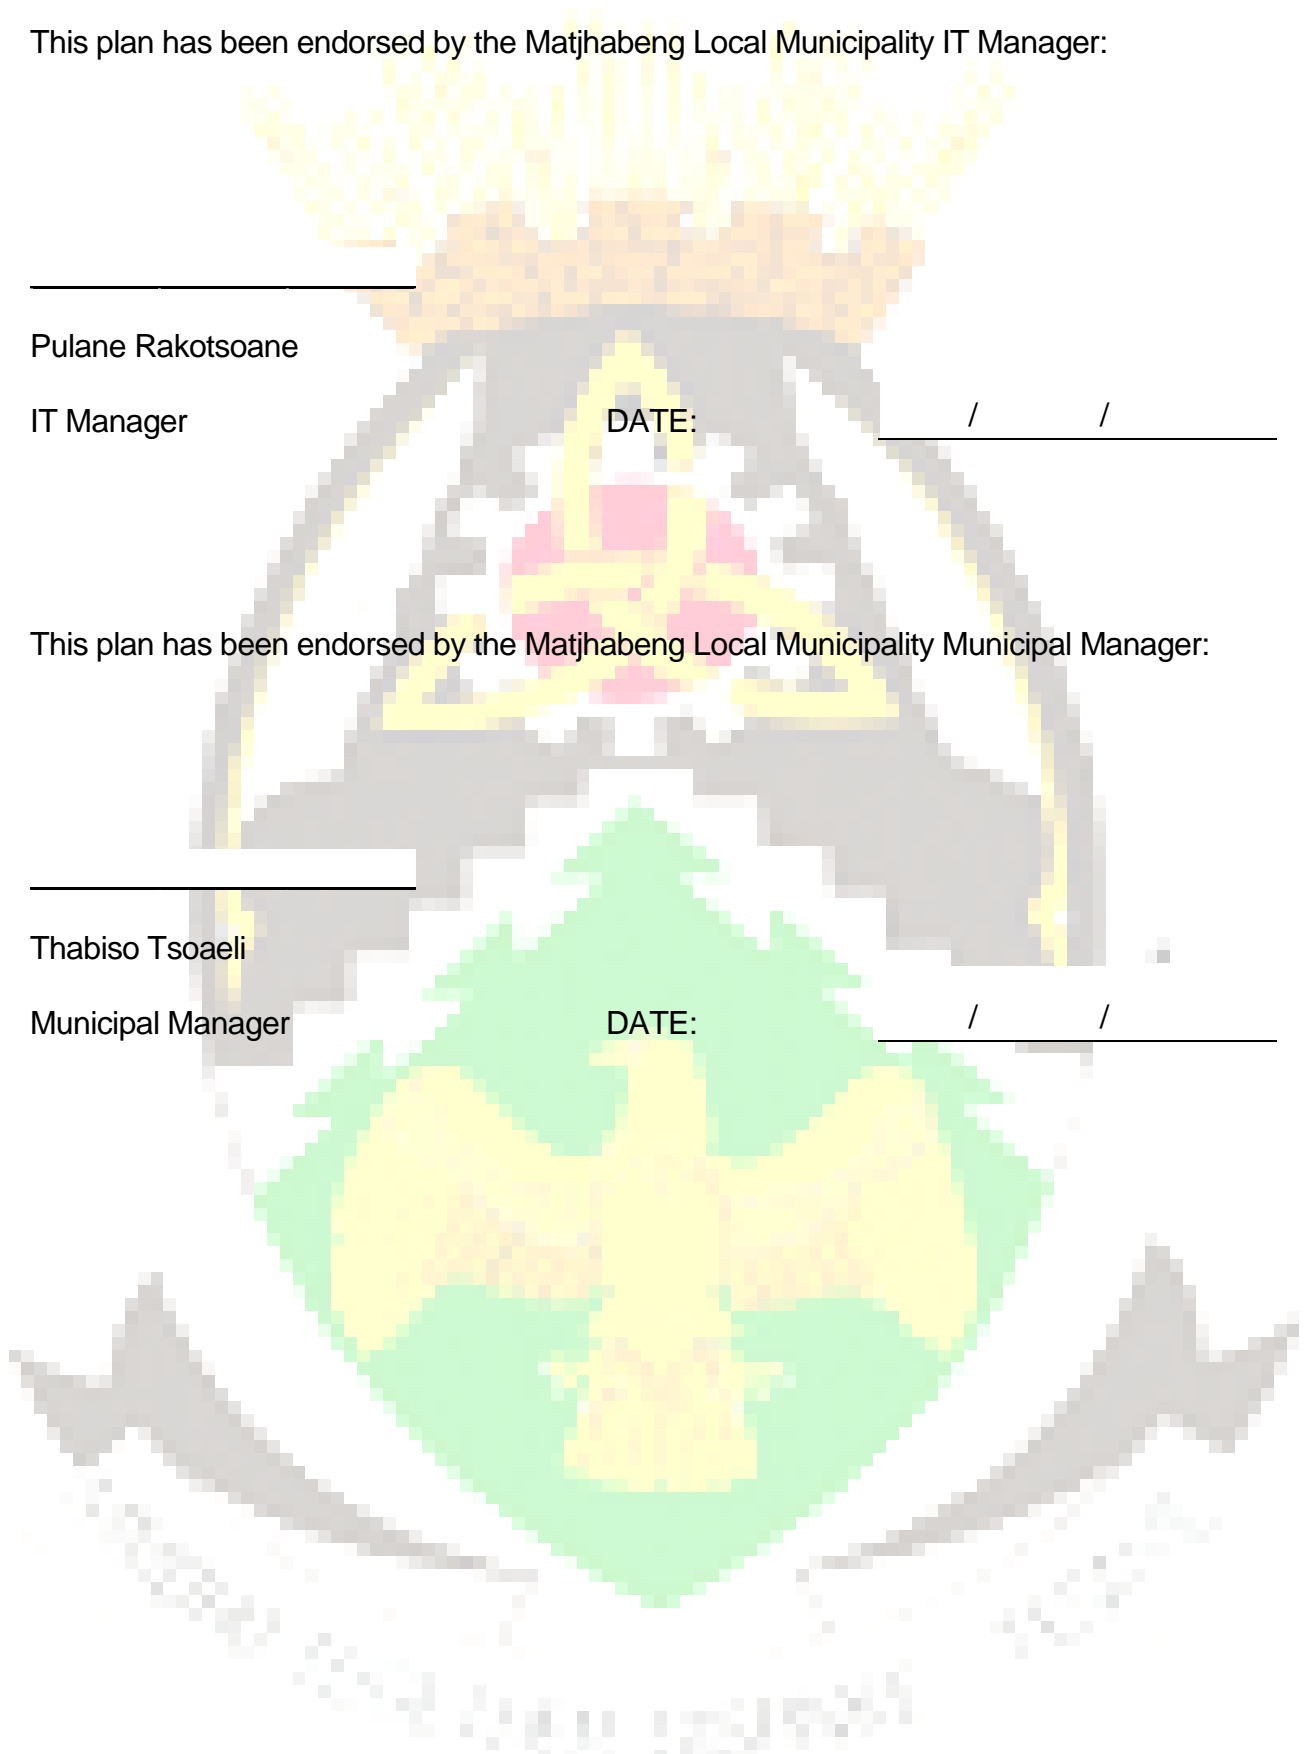 This plan has been endorsed by the Matjhabeng Local Municipality IT Manager:
Pulane Rakotsoane
IT Manager DATE: / /
This plan has been endorsed by the Matjhabeng Local Municipality Municipal Manager:
Thabiso Tsoaeli
Municipal Manager DATE: / /